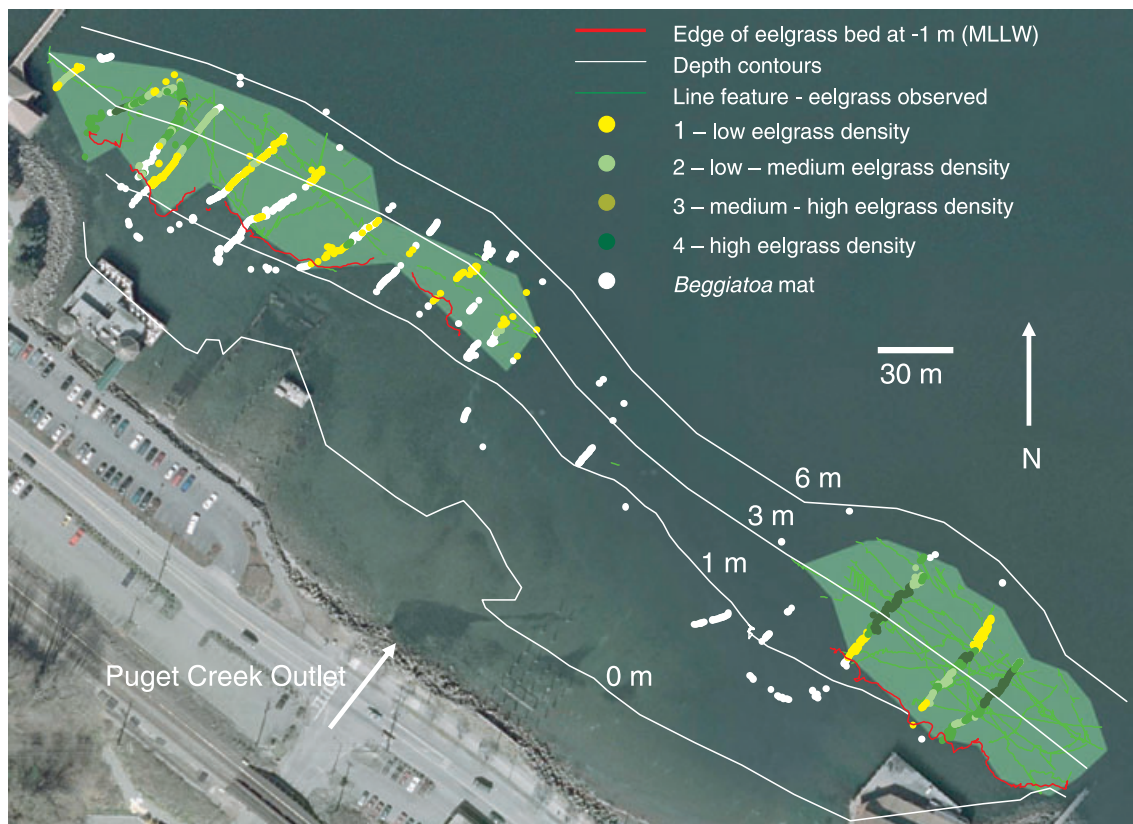 Edge of eelgrass bed at -1 m (MLLW)
Depth contours
Line feature - eelgrass observed
1 – low eelgrass density
2 – low – medium eelgrass density
3 – medium - high eelgrass density
4 – high eelgrass density
Beggiatoa mat
30 m
N
6 m
3 m
1 m
0 m
Puget Creek Outlet